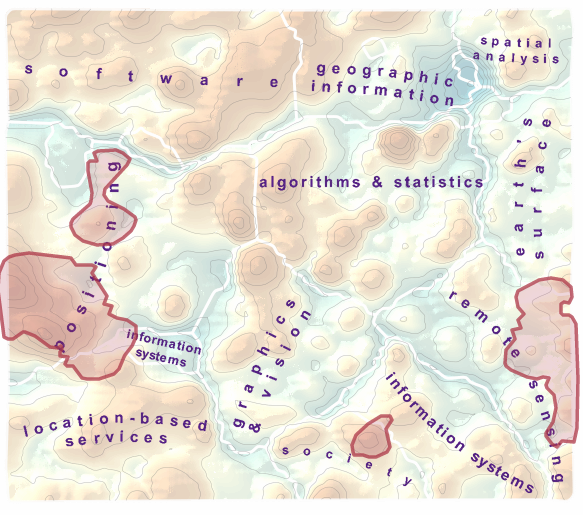 spatial
analysis
software
geographic
information
earth's
surface
algorithms & statistics
positioning
remote sensing
graphics
& vision
information
systems
information systems
location-based
services
society